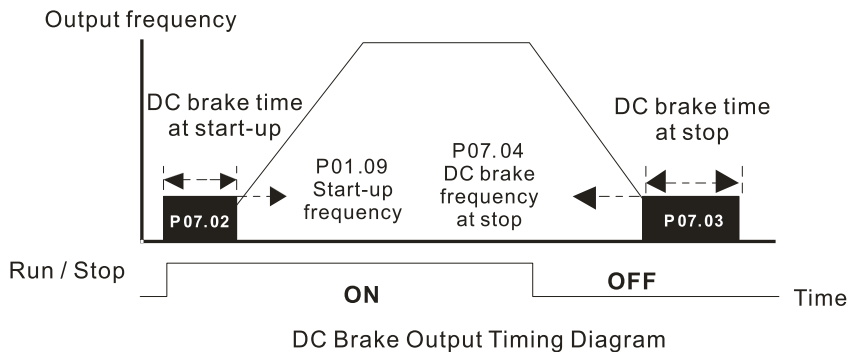 Output frequency
DC brake time
at start-up
DC brake time
at stop
P01.09
Start-up
frequency
P07.04
DC brake
frequency
at stop
P07.02
P07.03
Run / Stop
ON
OFF
Time
DC Brake Output Timing Diagram